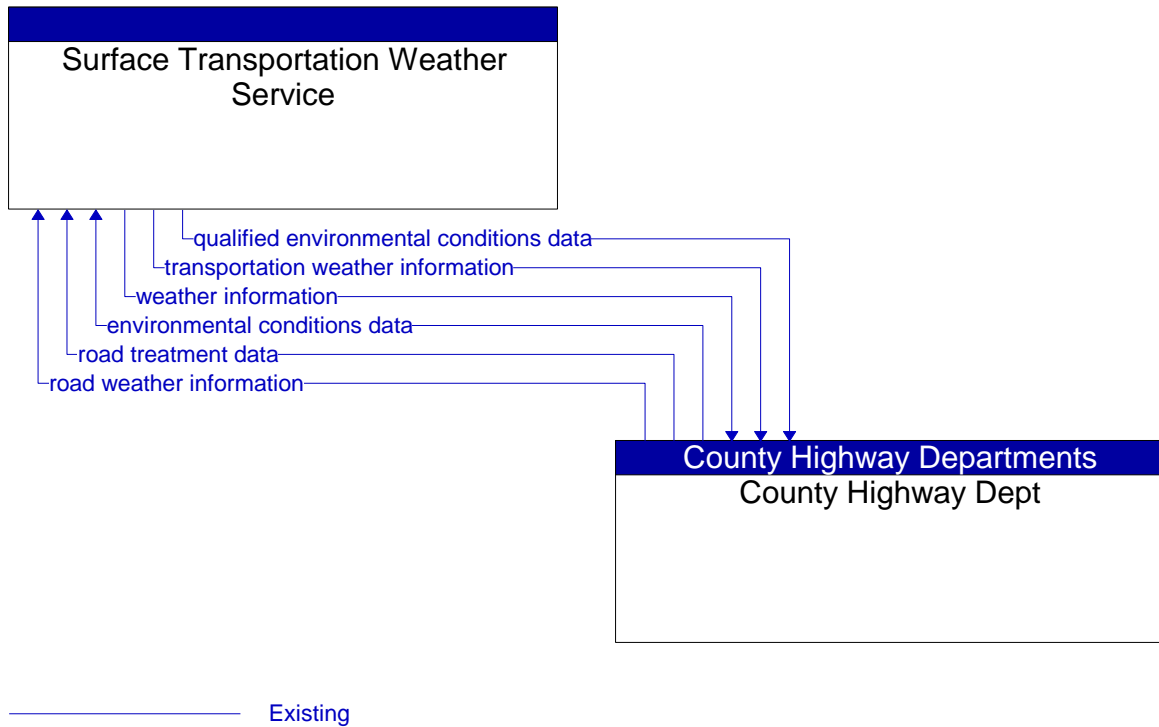 Surface Transportation Weather
Service
qualified environmental conditions data
transportation weather information
weather information
environmental conditions data
road treatment data
road weather information
County Highway Departments
County Highway Dept
Existing